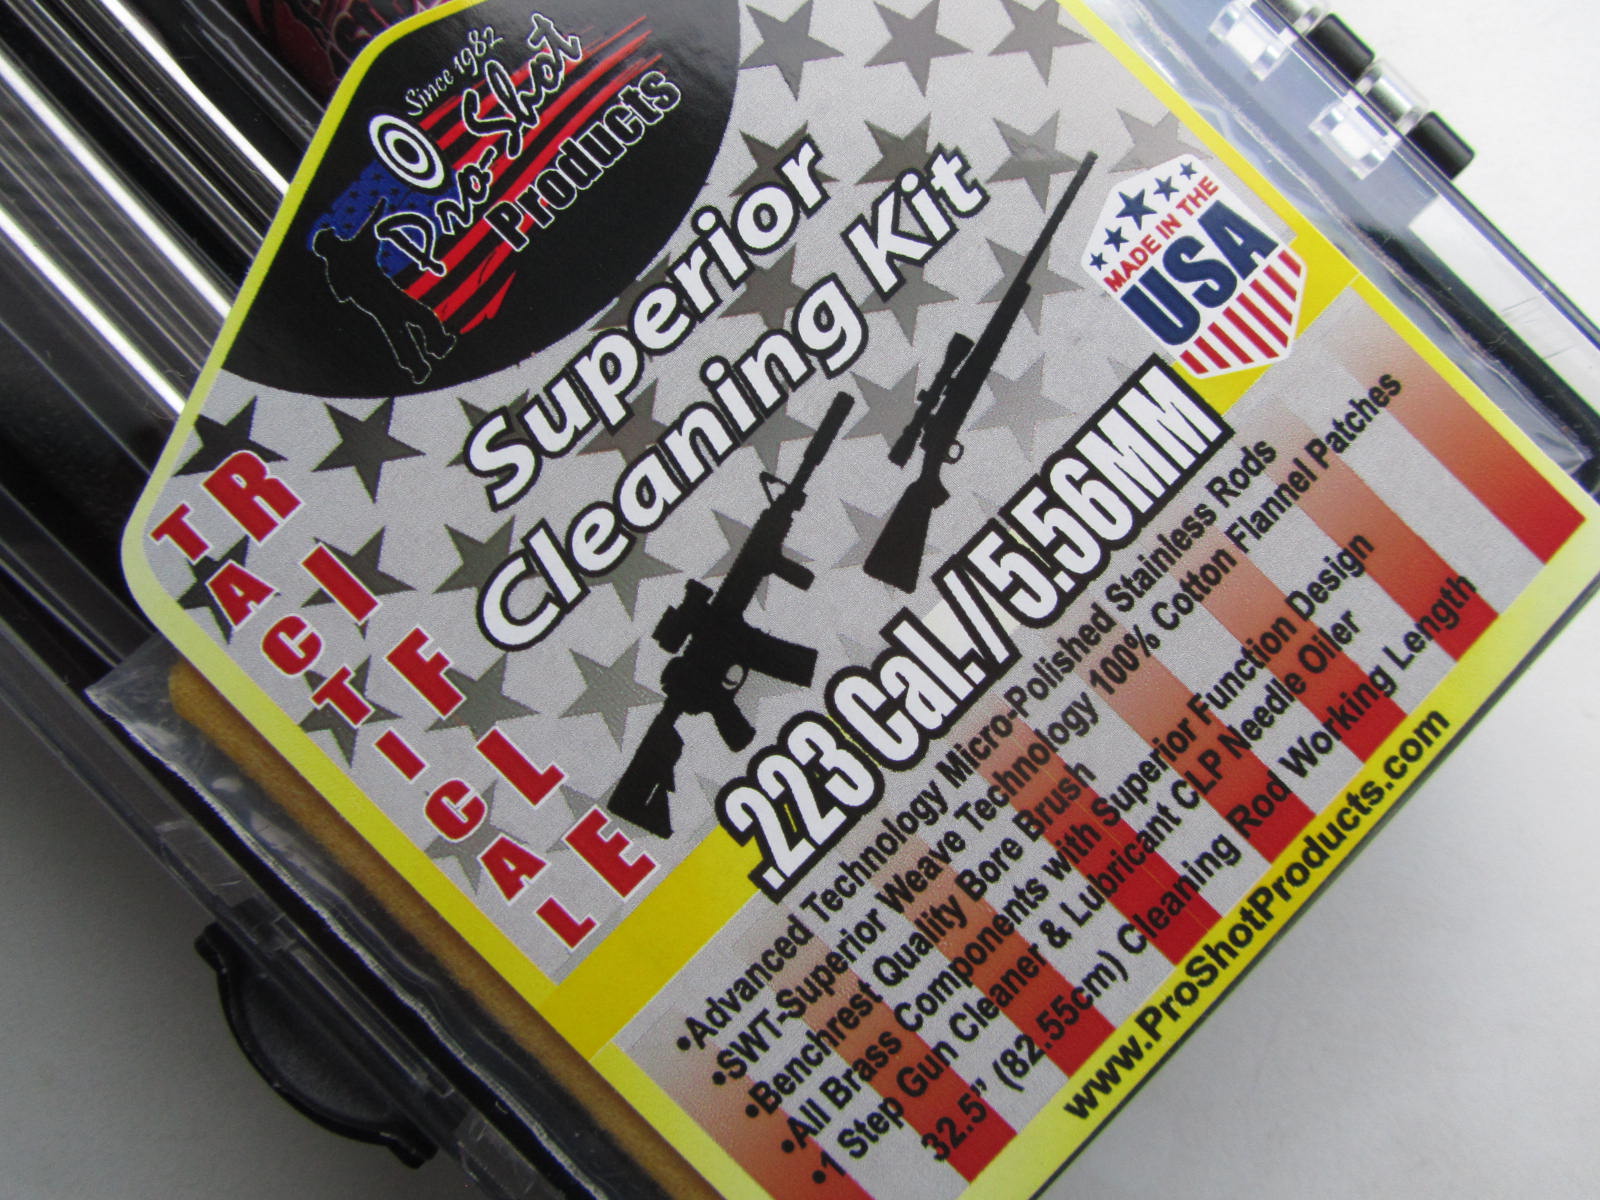 Since 1982
Pro-Shot
Products
Superior
Cleaning Kit
MADE IN THE
USA
TACTICAL
RIFLE
.223 Cal.//5.56MM
•Advanced Technology Micro-Polished Stainless Rods
•SWT-Superior Weave Technology 100% Cotton Flannel Patches
•Benchrest Quality Bore Brush
•All Brass Components with Superior Function Design
•1 Step Gun Cleaner & Lubricant CLP Needle Oiler
32.5” (82.55cm) Cleaning Rod Working Length
www.ProShotProducts.com